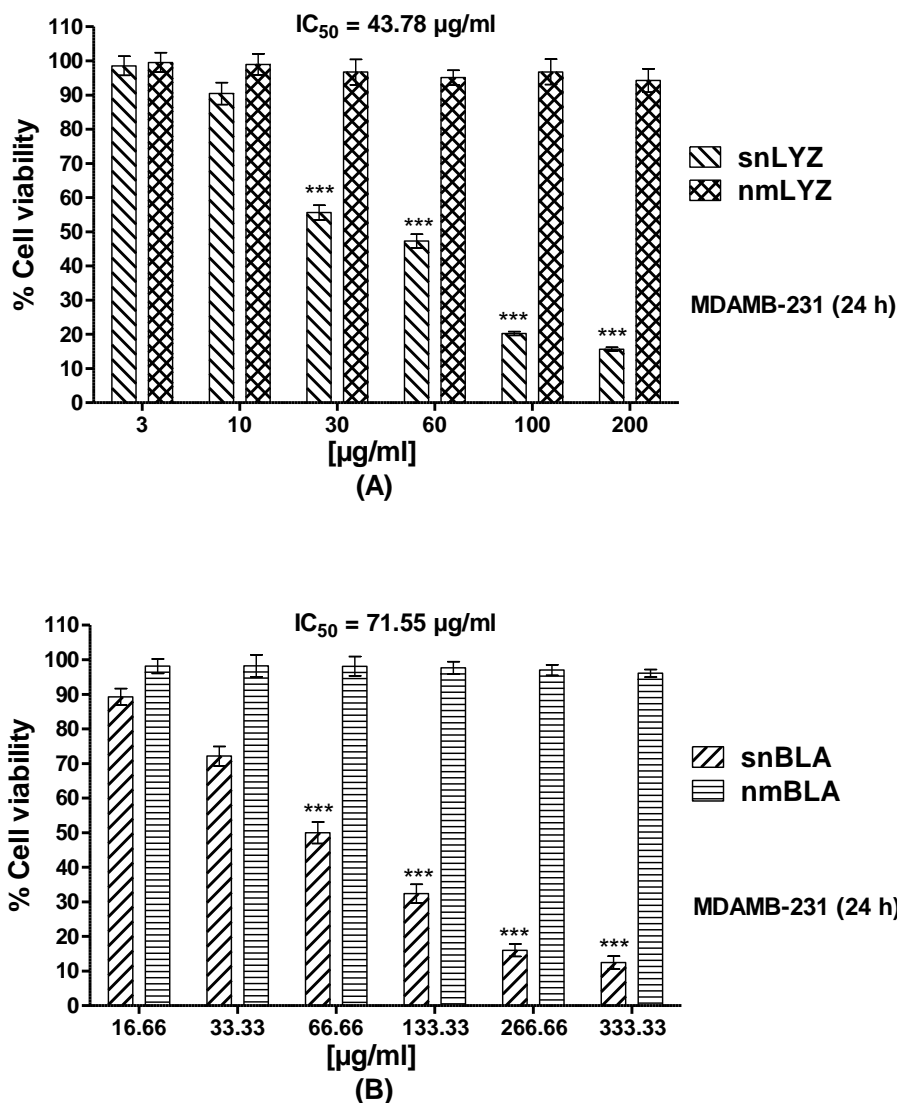 IC50 = 43.78 µg/ml
110
100
90
80
70
60
50
40
30
20
10
0
% Cell viability
***
***
***
***
3 10 30 60 100 200
[µg/ml]
(A)
snLYZ
nmLYZ
MDAMB-231 (24 h)
IC50 = 71.55 µg/ml
110
100
90
80
70
60
50
40
30
20
10
0
% Cell viability
***
***
***
***
16.66 33.33 66.66 133.33 266.66 333.33
[µg/ml]
(B)
snBLA
nmBLA
MDAMB-231 (24 h)